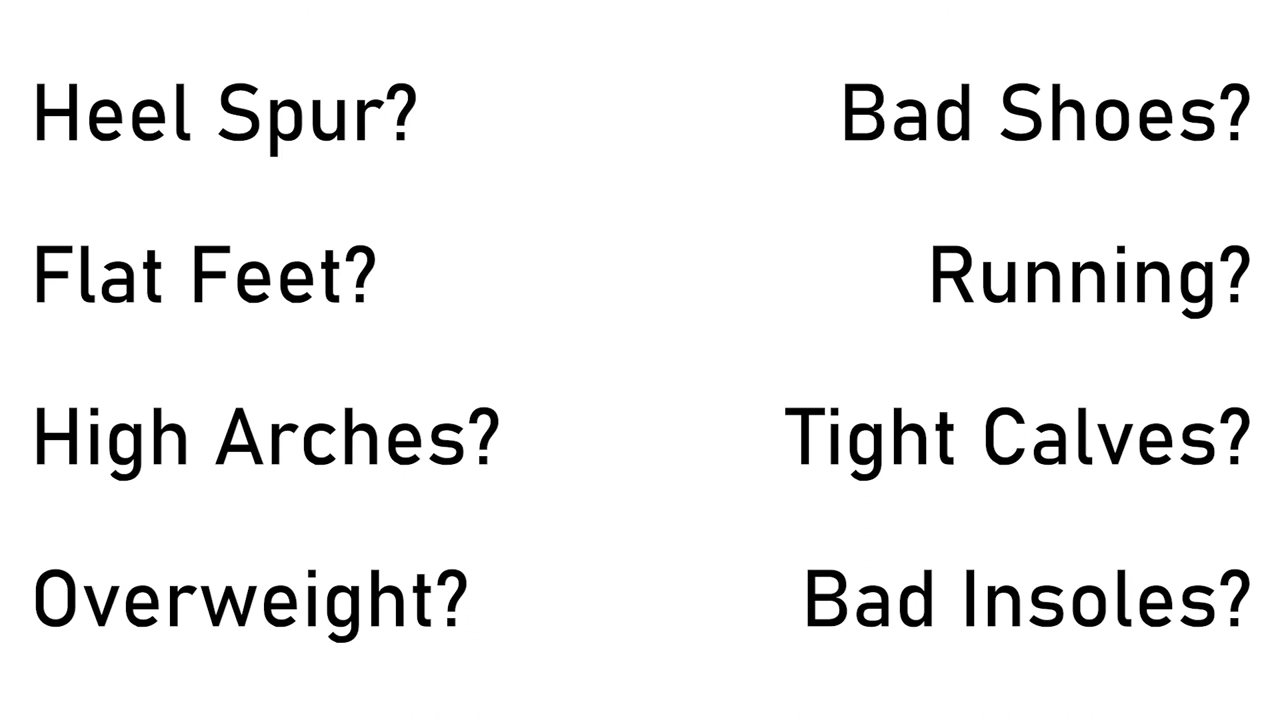 Heel Spur?
Bad Shoes?
Flat Feet?
Running?
High Arches?
Tight Calves?
Overweight?
Bad Insoles?